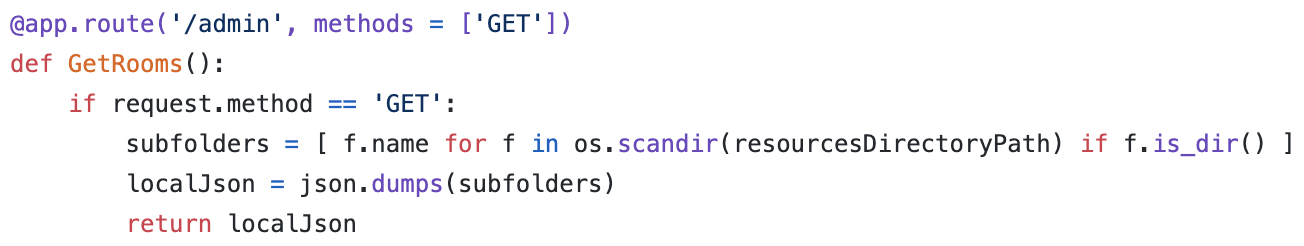 @app.route('/admin', methods = ['GET'])
def GetRooms():
    if request.method == 'GET':
        subfolders = [ f.name for f in os.scandir(resourcesDirectoryPath) if f.is_dir() ]
        localJson = json.dumps(subfolders)
        return localJson